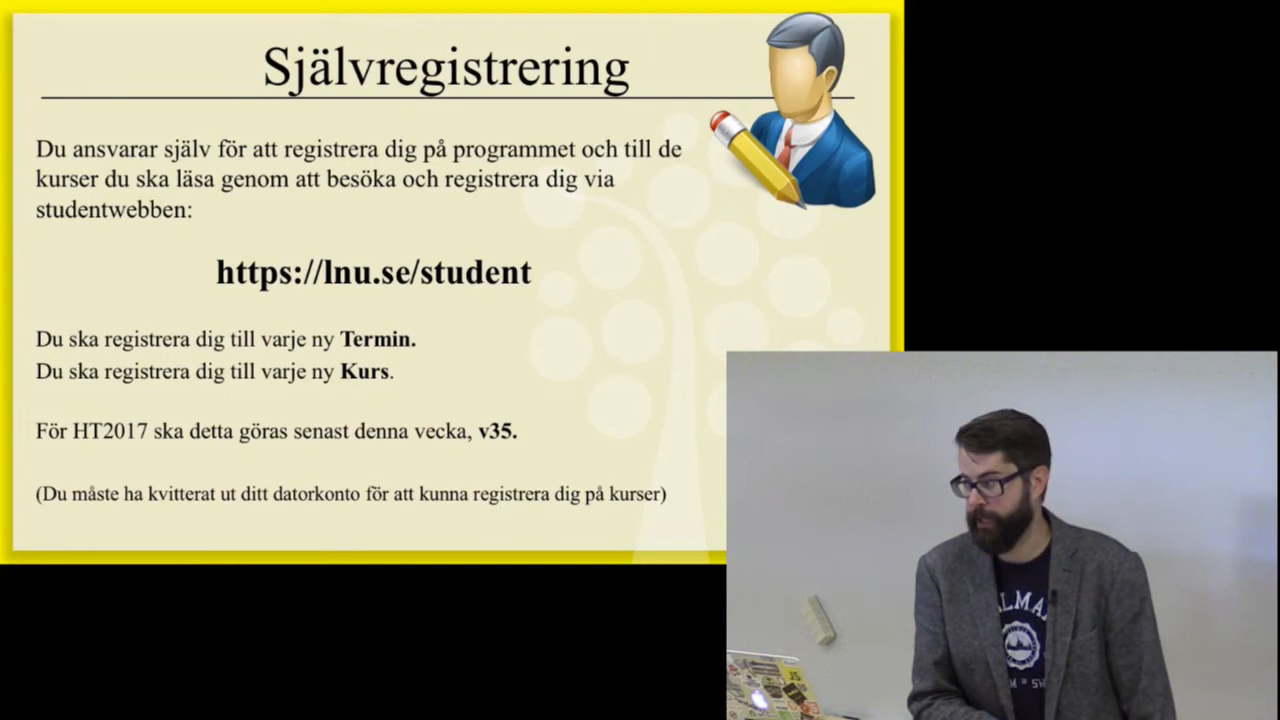 Självregistrering
Du ansvarar själv för att registrera dig på programmet och till de
kurser du ska läsa genom att besöka och registrera dig via
studentwebben:
https://lnu.se/student
Du ska registrera dig till varje ny Termin.
Du ska registrera dig till varje ny Kurs.
För HT2017 ska detta göras senast denna vecka, v35.
(Du måste ha kvitterat ut ditt datorkonto för att kunna registrera dig på kurser)
JS